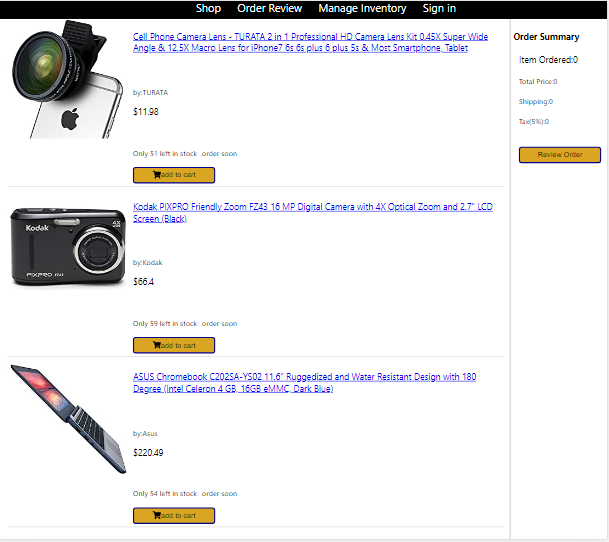 Shop Order Review Manage Inventory Sign in
Cell Phone Camera Lens - TURATA 2 in 1 Professional HD Camera Lens Kit 0.45X Super Wide
Angle & 12.5X Macro Lens for iPhone7 6s 6s plus 6 plus 5s & Most Smartphone, Tablet
by:TURATA
$11.98
Only 51 left in stock order soon
add to cart
Kodak
4X
PIXPRO FZ43
Kodak PIXPRO Friendly Zoom FZ43 16 MP Digital Camera with 4X Optical Zoom and 2.7" LCD
Screen (Black)
by:Kodak
$66.4
Only 59 left in stock order soon
add to cart
ASUS Chromebook C202SA-YS02 11.6" Ruggedized and Water Resistant Design with 180
Degree (Intel Celeron 4 GB, 16GB eMMC, Dark Blue)
by:Asus
$220.49
Only 54 left in stock order soon
add to cart
Order Summary
Item Ordered:0
Total Price:0
Shipping:0
Tax(5%):0
Review Order